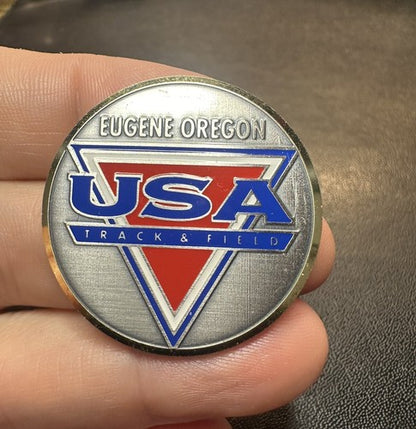 EUGENE OREGON
USA
TRACK & FIELD